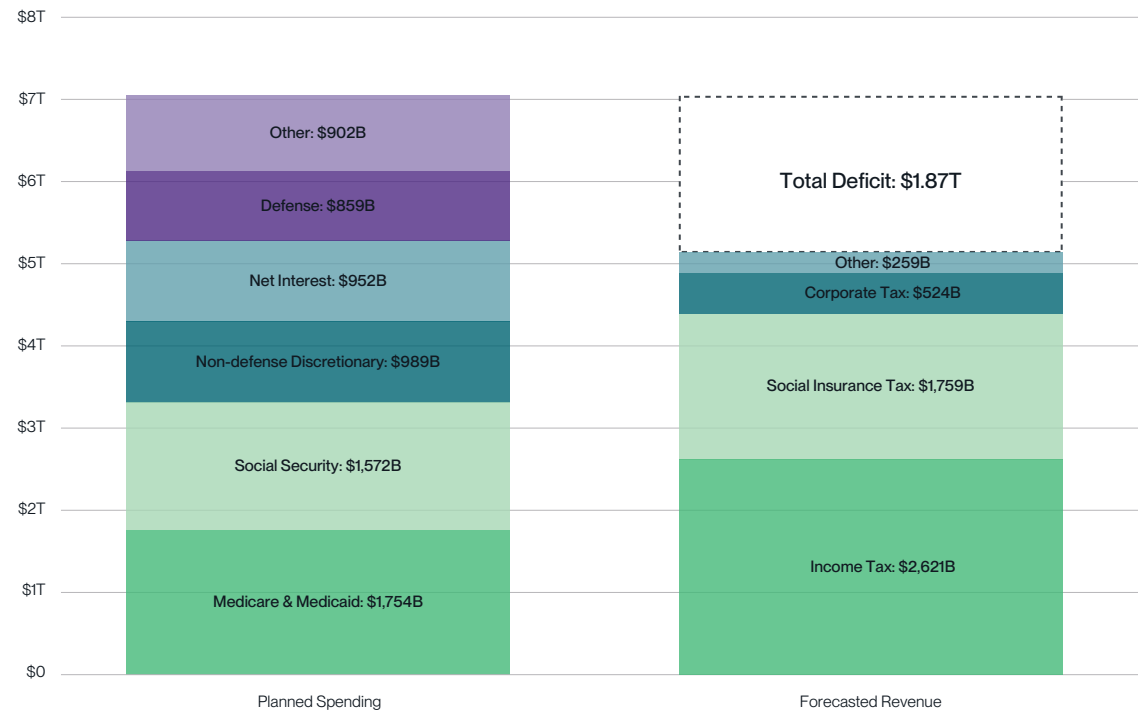 $8T
$7T
$6T
$5T
$4T
$3T
$2T
$1T
$0
Other: $902B
Defense: $859B
Net Interest: $952B
Non-defense Discretionary: $989B
Social Security: $1,572B
Medicare & Medicaid: $1,754B
Planned Spending
Total Deficit: $1.87T
Other: $259B
Corporate Tax: $524B
Social Insurance Tax: $1,759B
Income Tax: $2,621B
Forecasted Revenue